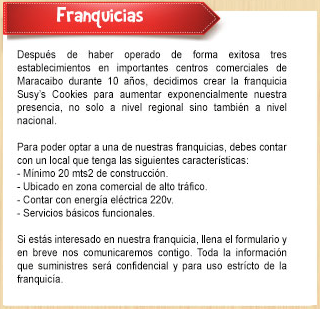 Franquicias
Después de haber operado de forma exitosa tres
establecimientos en importantes centros comerciales de
Maracaibo durante 10 años, decidimos crear la franquicia
Susy's Cookies para aumentar exponencialmente nuestra
presencia, no solo a nivel regional sino también a nivel
nacional.
Para poder optar a una de nuestras franquicias, debes contar
con un local que tenga las siguientes características:
- Mínimo 20 mts2 de construcción.
- Ubicado en zona comercial de alto tráfico.
- Contar con energía eléctrica 220v.
- Servicios básicos funcionales.
Si estás interesado en nuestra franquicia, llena el formulario y
en breve nos comunicaremos contigo. Toda la información
que suministres será confidencial y para uso estrícto de la
franquicía.